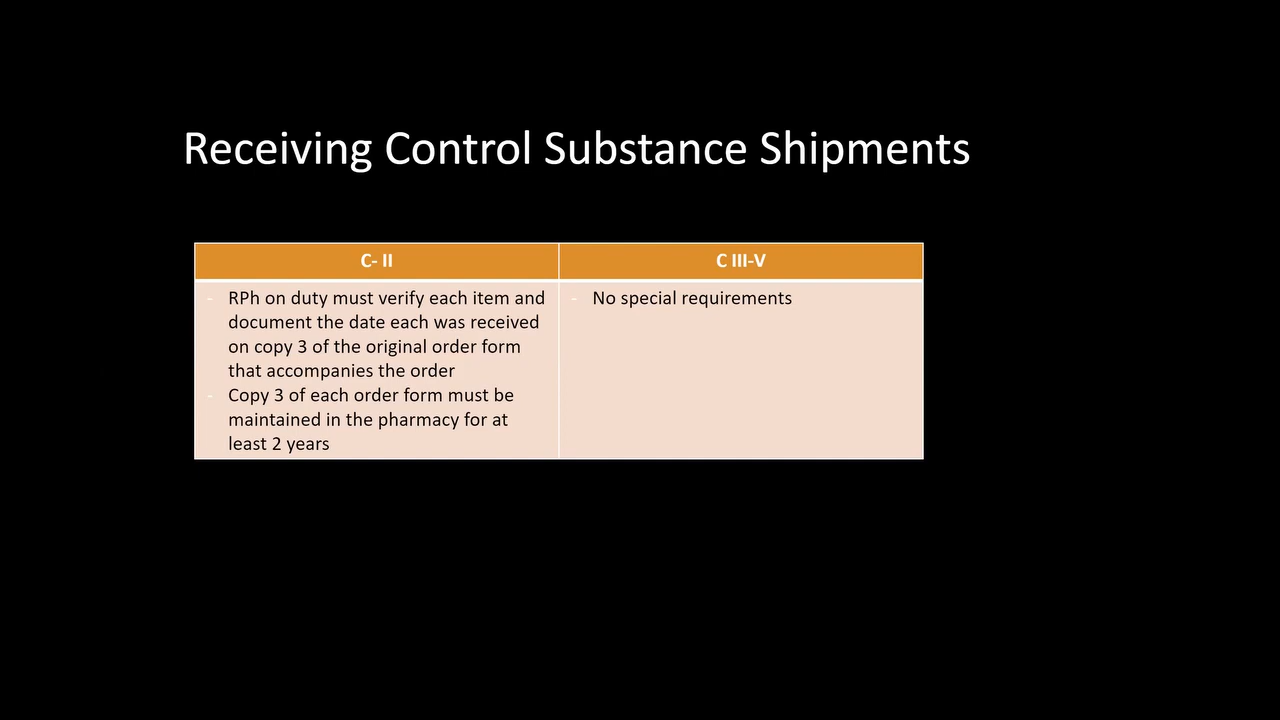 Receiving Control Substance Shipments
C- II
C III-V
- RPh on duty must verify each item and
document the date each was received
on copy 3 of the original order form
that accompanies the order
- Copy 3 of each order form must be
maintained in the pharmacy for at
least 2 years
- No special requirements